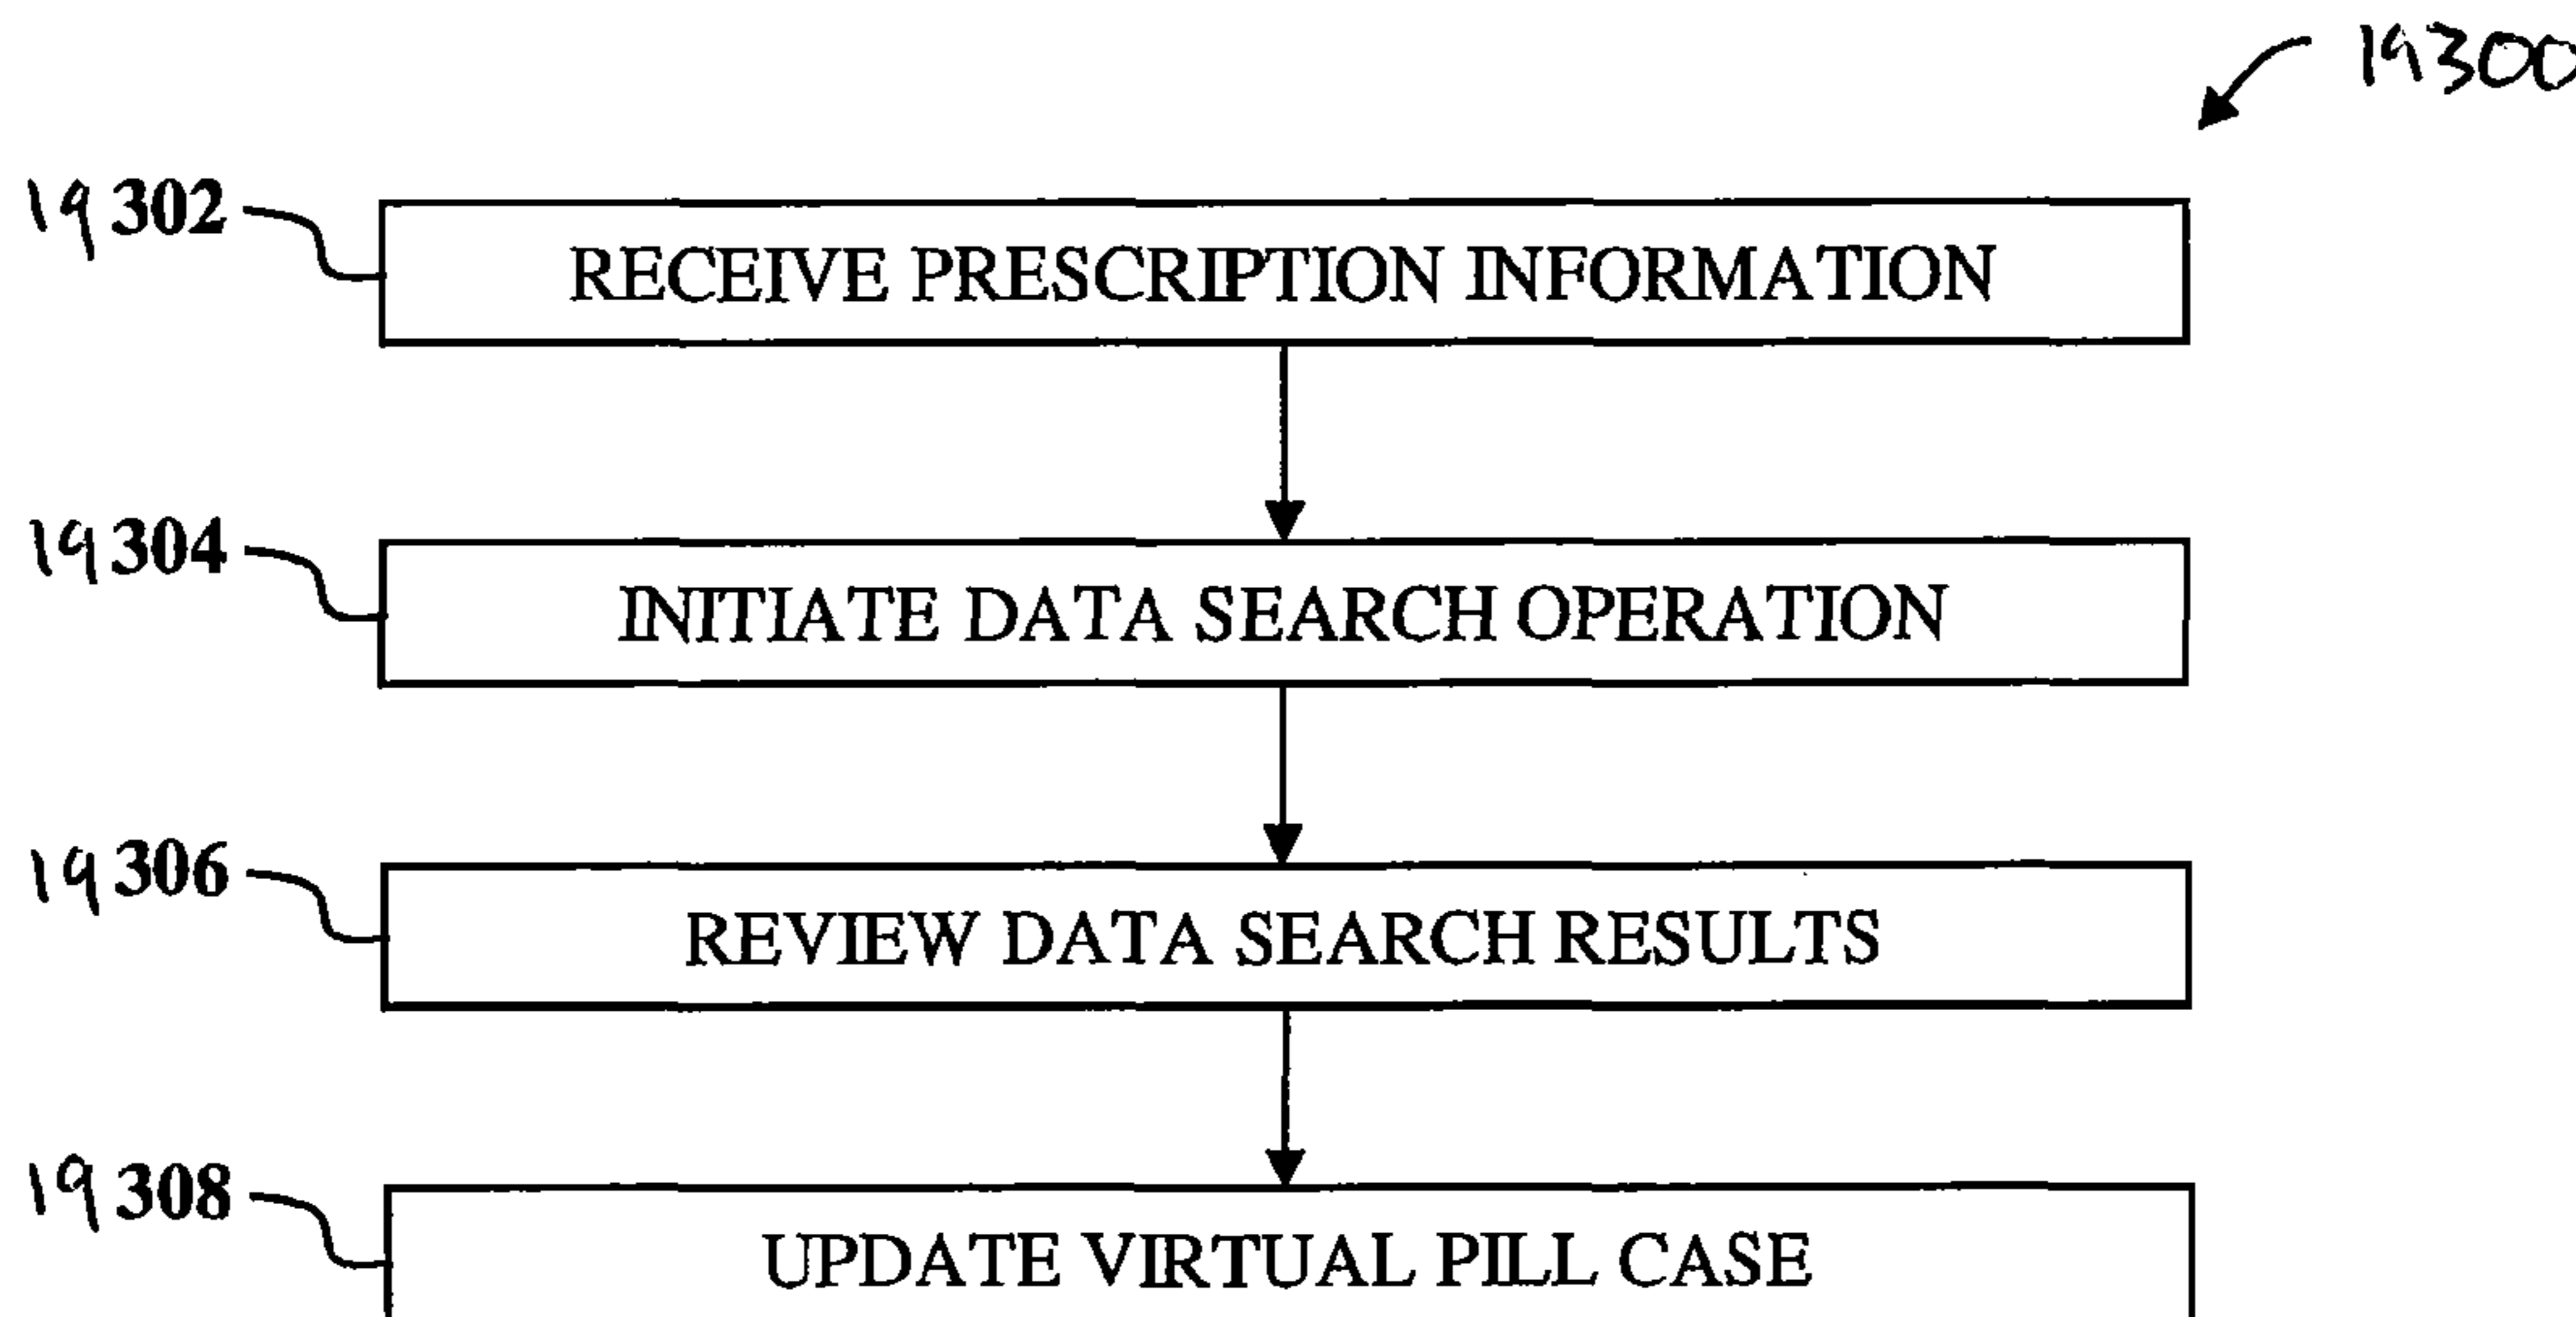 19300
19302
RECEIVE PRESCRIPTION INFORMATION
19304
INITIATE DATA SEARCH OPERATION
19306
REVIEW DATA SEARCH RESULTS
19308
UPDATE VIRTUAL PILL CASE